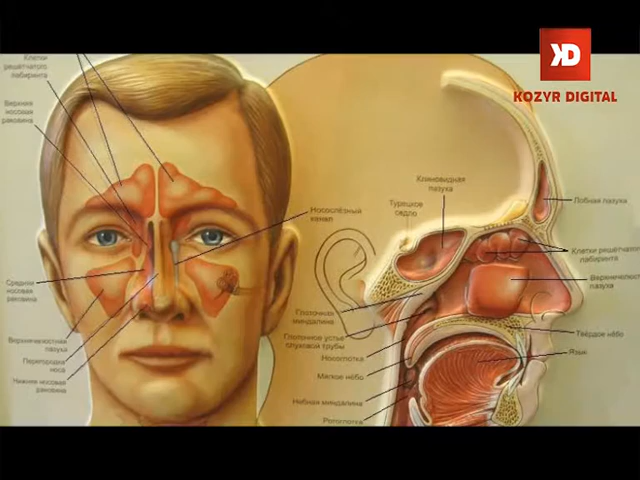 KOZYR DIGITAL
Клетки
решётчатого
лабиринта
Верхняя
носовая
раковина
Средняя
носовая
раковина
Верхнечелюстная
пазуха
Перегородка
носа
Нижняя носовая
раковина
Носослёзный
канал
Клиновидная
пазуха
Турецкое
седло
Глоточная
миндалина
Глоточное устье
слуховой трубы
Носоглотка
Мягкое нёбо
Нёбная миндалина
Ротоглотка
Лобная пазуха
Клетки решётчатого
лабиринта
Верхнечелюст
пазуха
Твёрдое нёбо
Язык